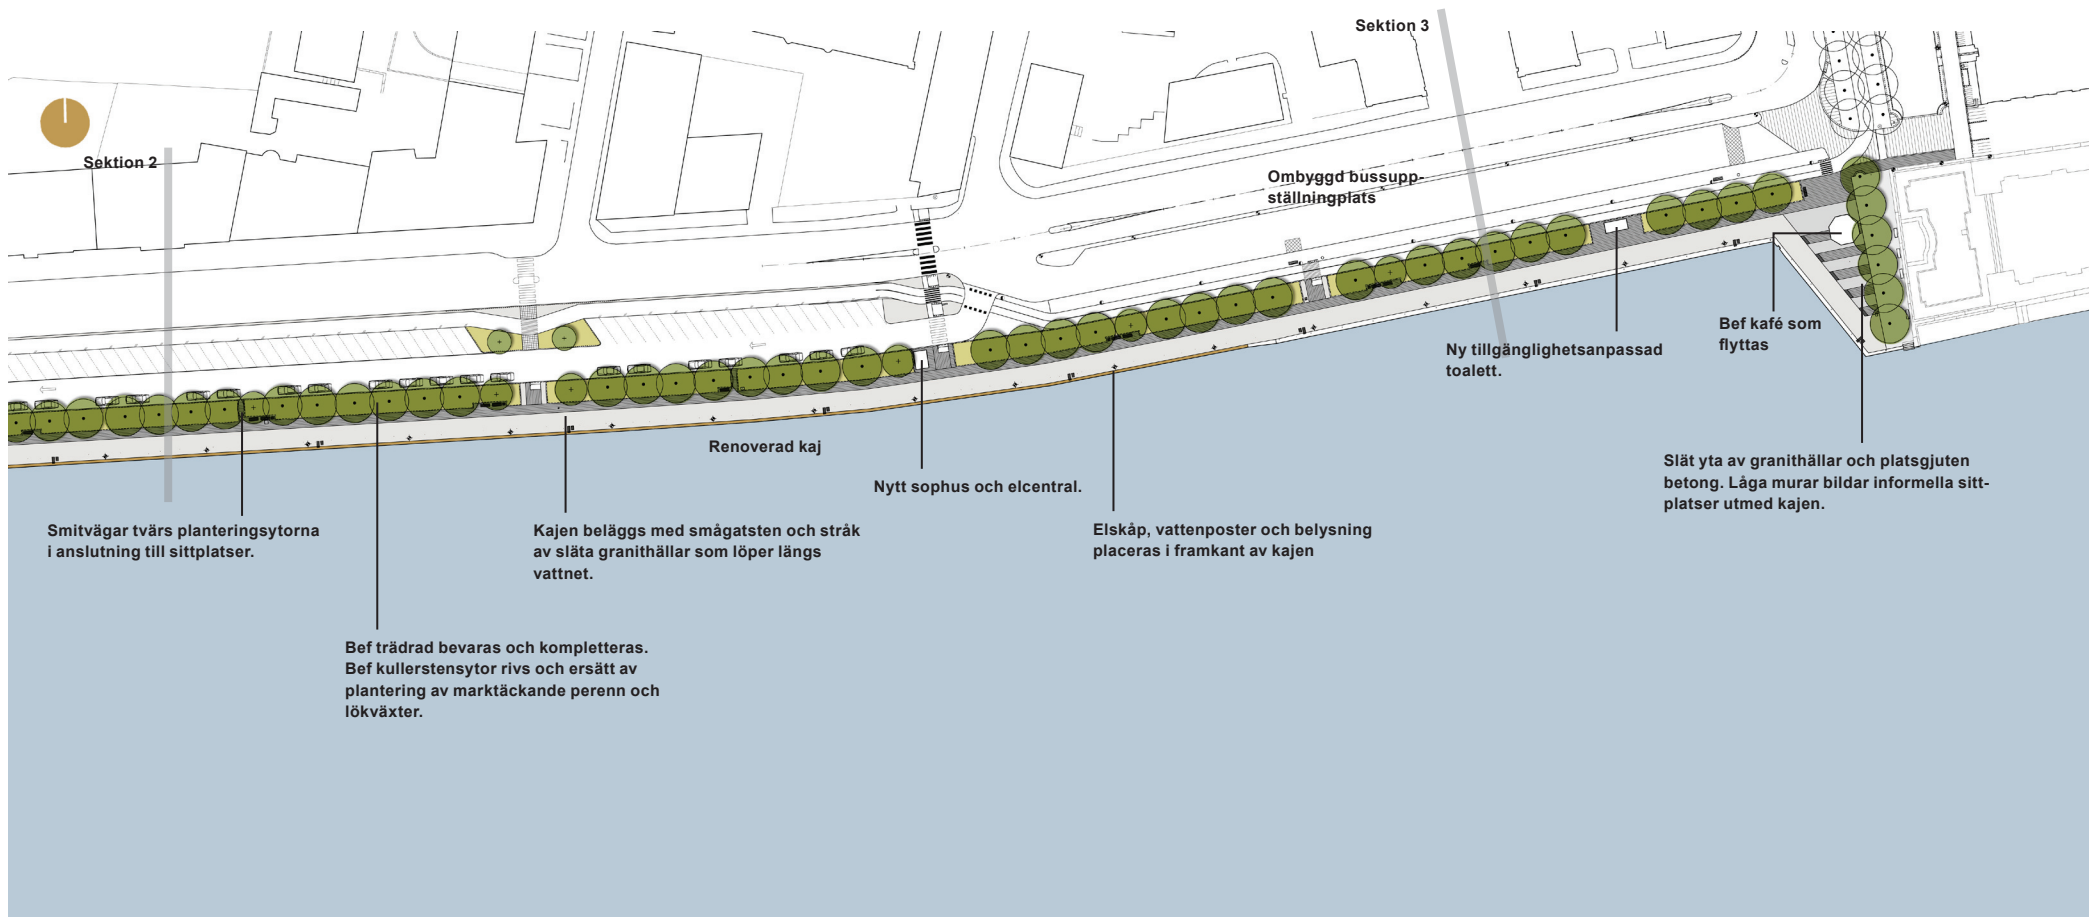 Sektion 3
Sektion 2
Ombyggd bussupp-
ställningplats
Bef kafé som
flyttas
Ny tillgänglighetsanpassad
toalett.
Renoverad kaj
Nytt sophus och elcentral.
Slät yta av granithällar och platsgjuten
betong. Låga murar bildar informella sitt-
platser utmed kajen.
Smitvägar tvärs planteringsytorna
i anslutning till sittplatser.
Kajen beläggs med smågatsten och stråk
av släta granithällar som löper längs
vattnet.
Elskåp, vattenposter och belysning
placeras i framkant av kajen
Bef trädrad bevaras och kompletteras.
Bef kullerstensytor rivs och ersätt av
plantering av marktäckande perenn och
lökväxter.